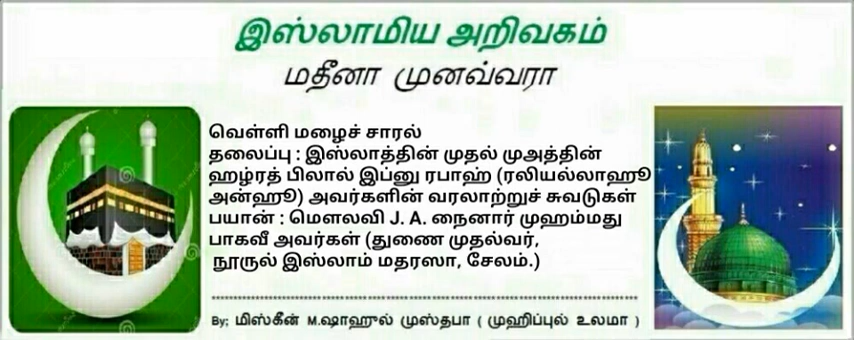 இஸ்லாமிய அறிவகம்
மதீனா முனவ்வரா
வெள்ளி மழைச் சாரல்
தலைப்பு : இஸ்லாத்தின் முதல் முஅத்தின்
ஹழ்ரத் பிலால் இப்னு ரபாஹ் (ரலியல்லாஹூ
அன்ஹூ) அவர்களின் வரலாற்றுச் சுவடுகள்
பயான் : மௌலவி J. A. நைனார் முஹம்மது
பாகவீ அவர்கள் (துணை முதல்வர்,
நூருல் இஸ்லாம் மதரஸா, சேலம்.)
By; மிஸ்கீன் M.ஷாஹுல் முஸ்தபா ( முஹிப்புல் உலமா )